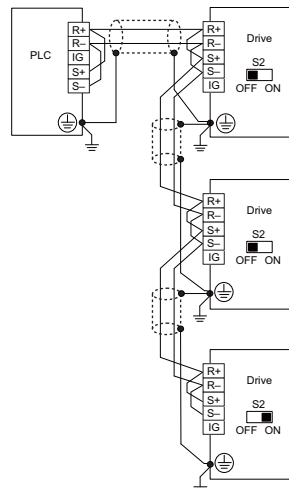 PLC
R+
R–
IG
S+
S–
R+
R–
S+
S–
IG
Drive
S2
OFF ON
R+
R–
S+
S–
IG
Drive
S2
OFF ON
R+
R–
S+
S–
IG
Drive
S2
OFF ON